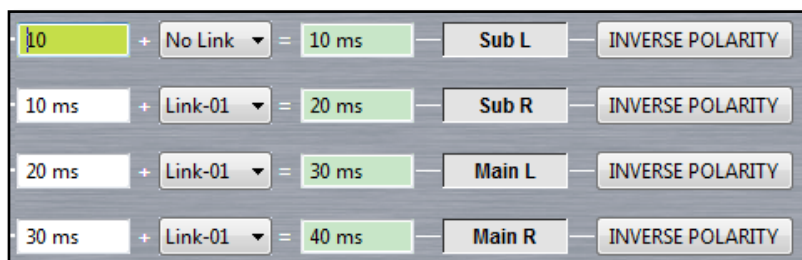 10 + No Link = 10 ms Sub L INVERSE POLARITY
10 ms + Link-01 = 20 ms Sub R INVERSE POLARITY
20 ms + Link-01 = 30 ms Main L INVERSE POLARITY
30 ms + Link-01 = 40 ms Main R INVERSE POLARITY